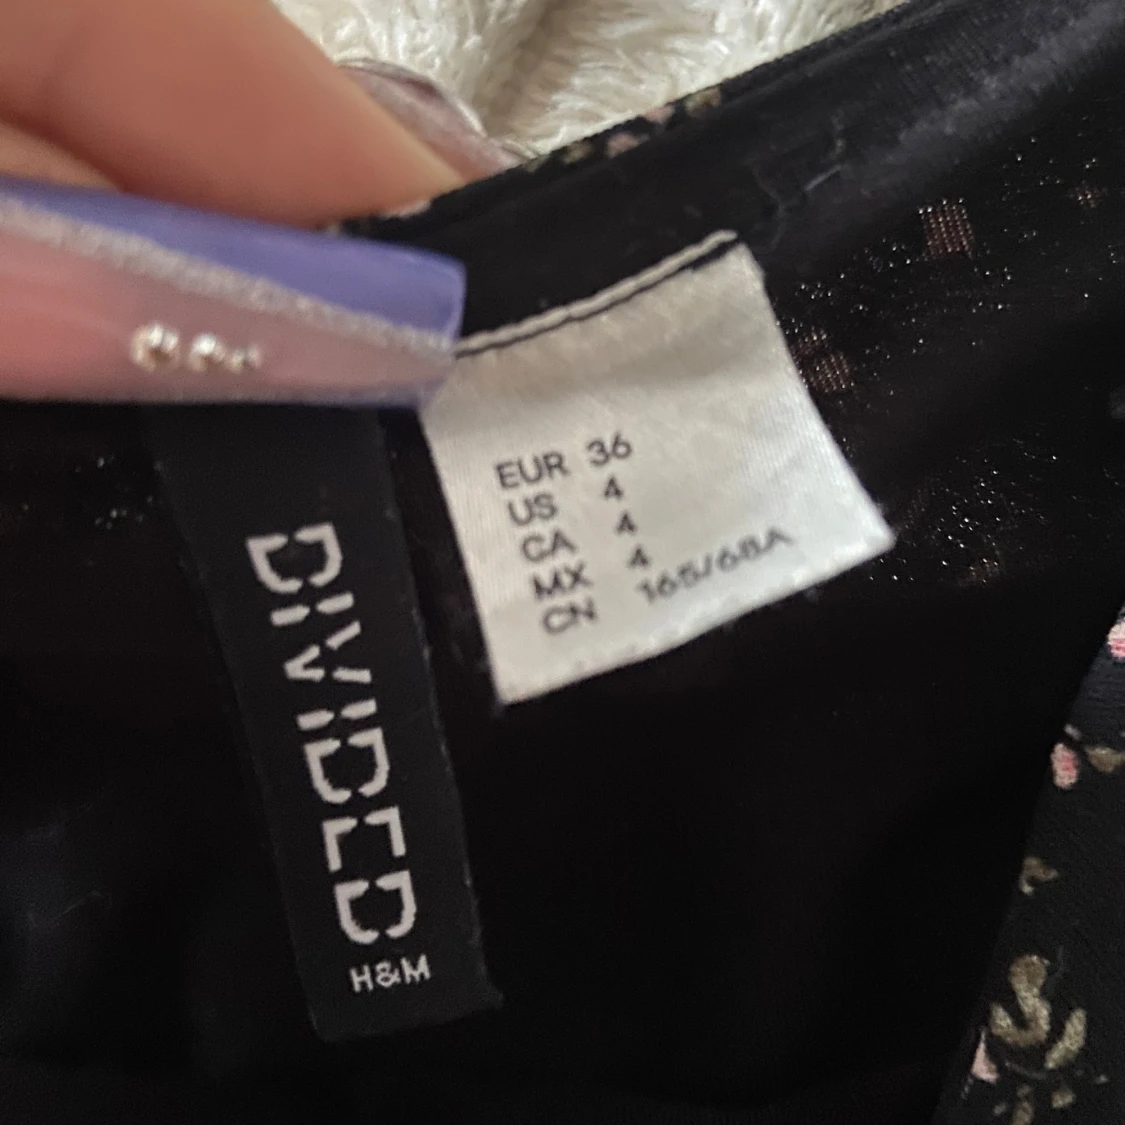 DIVIDED
H&M
EUR 36
US 4
CA 4
MX 4
CN 165/68A